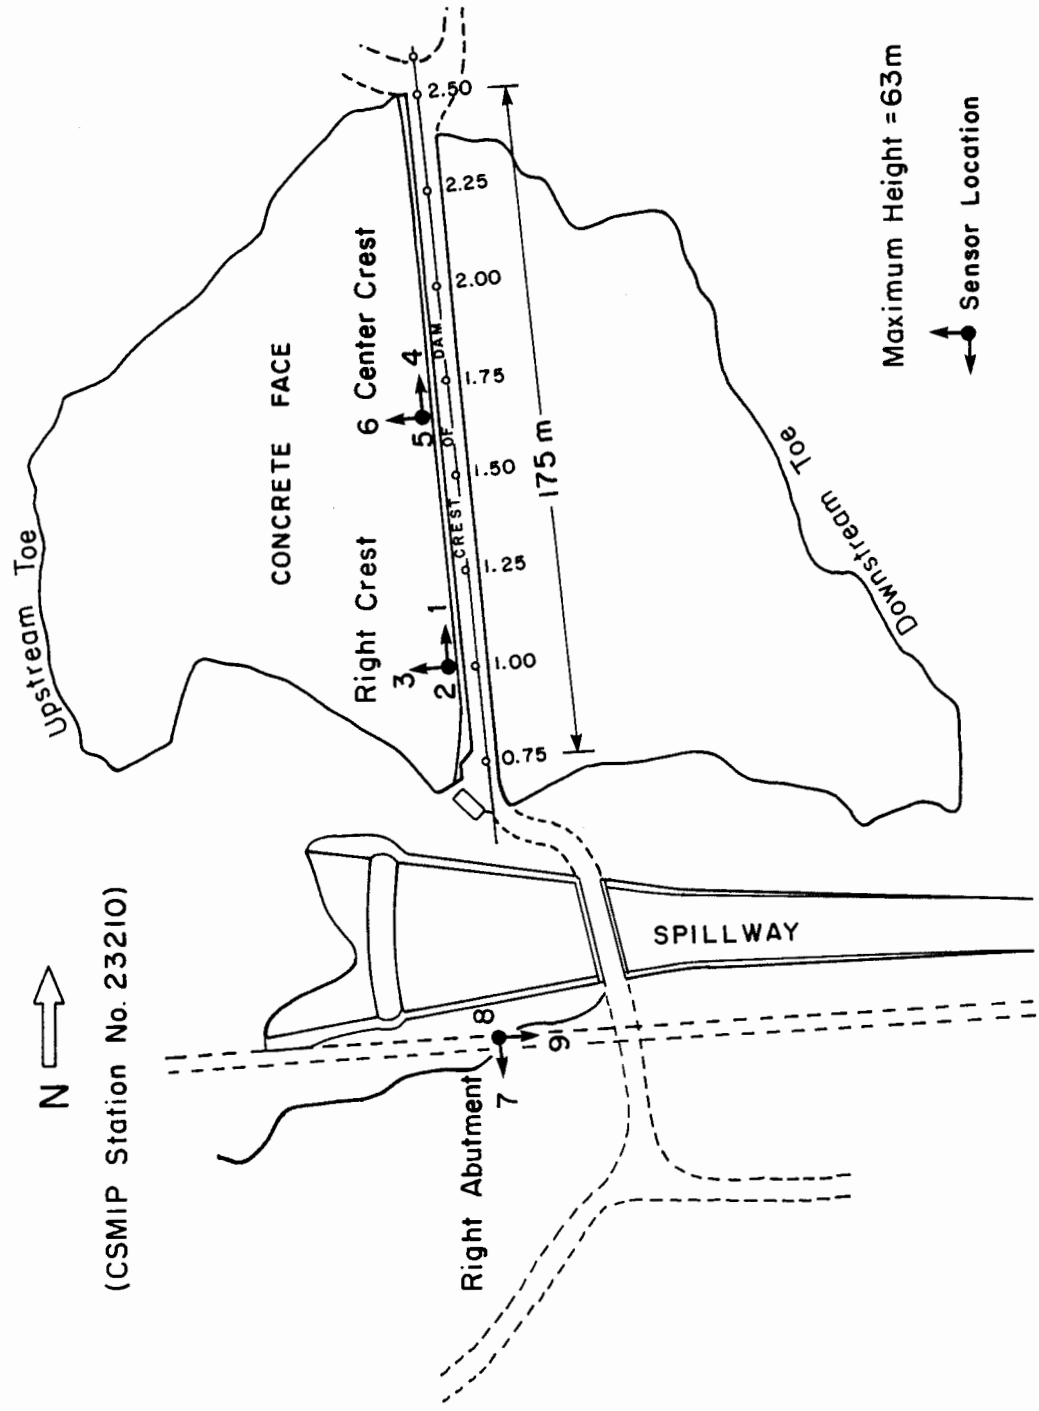 N
(CSMIP Station No. 23210)
Upstream Toe
CONCRETE FACE
Right Crest
3
2
1
6 Center Crest
5
4
CREST OF DAM
0.75
1.00
1.25
1.50
1.75
2.00
2.25
2.50
175 m
Right Abutment
7
8
9
SPILLWAY
Downstream Toe
Maximum Height = 63m
Sensor Location